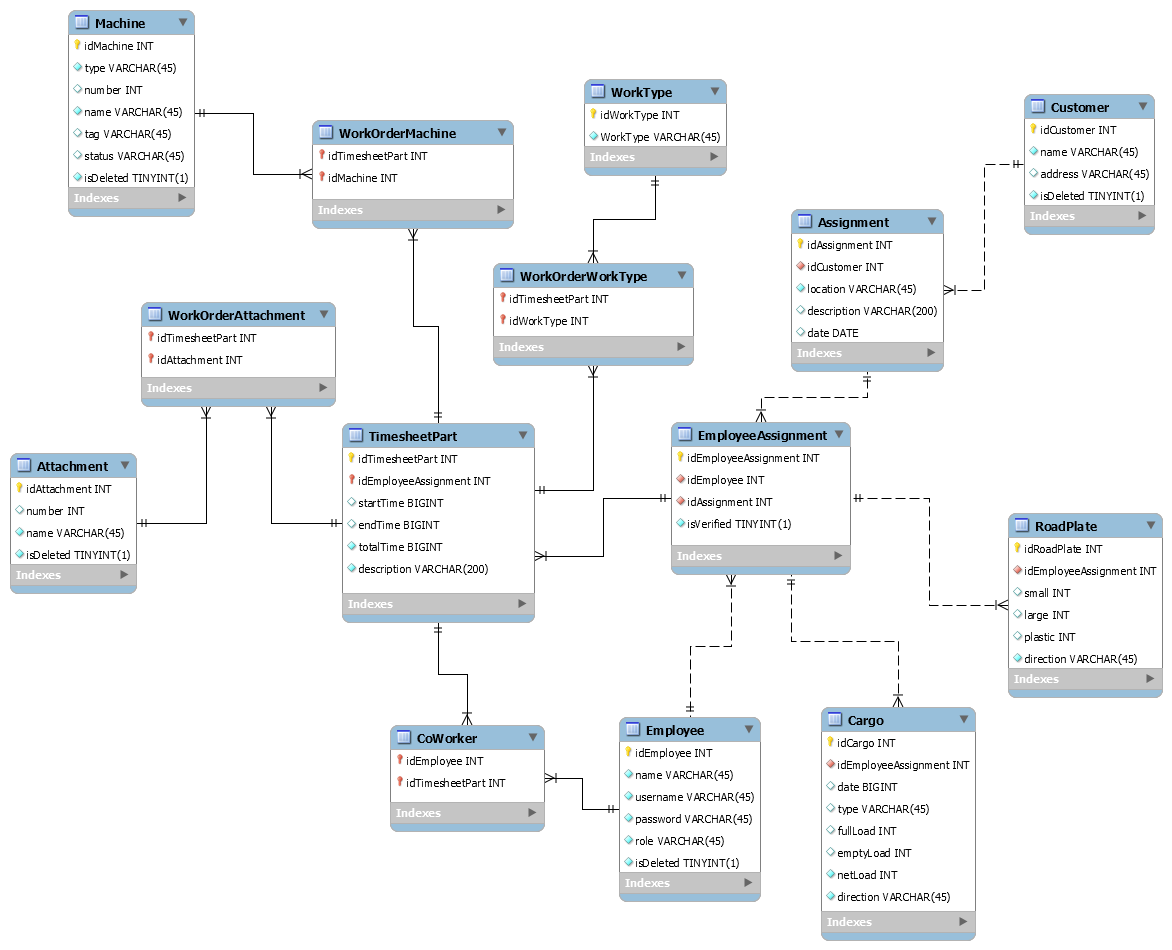 Machine
idMachine INT
type VARCHAR(45)
number INT
name VARCHAR(45)
tag VARCHAR(45)
status VARCHAR(45)
isDeleted TINYINT(1)
Indexes
WorkOrderMachine
idTimesheetPart INT
idMachine INT
Indexes
WorkType
idWorkType INT
WorkType VARCHAR(45)
Indexes
Customer
idCustomer INT
name VARCHAR(45)
address VARCHAR(45)
isDeleted TINYINT(1)
Indexes
Assignment
idAssignment INT
idCustomer INT
location VARCHAR(45)
description VARCHAR(200)
date DATE
Indexes
WorkOrderWorkType
idTimesheetPart INT
idWorkType INT
Indexes
WorkOrderAttachment
idTimesheetPart INT
idAttachment INT
Indexes
Attachment
idAttachment INT
number INT
name VARCHAR(45)
isDeleted TINYINT(1)
Indexes
TimesheetPart
idTimesheetPart INT
idEmployeeAssignment INT
startTime BIGINT
endTime BIGINT
totalTime BIGINT
description VARCHAR(200)
Indexes
EmployeeAssignment
idEmployeeAssignment INT
idEmployee INT
idAssignment INT
isVerified TINYINT(1)
Indexes
RoadPlate
idRoadPlate INT
idEmployeeAssignment INT
small INT
large INT
plastic INT
direction VARCHAR(45)
Indexes
CoWorker
idEmployee INT
idTimesheetPart INT
Indexes
Employee
idEmployee INT
name VARCHAR(45)
username VARCHAR(45)
password VARCHAR(45)
role VARCHAR(45)
isDeleted TINYINT(1)
Indexes
Cargo
idCargo INT
idEmployeeAssignment INT
date BIGINT
type VARCHAR(45)
fullLoad INT
emptyLoad INT
netLoad INT
direction VARCHAR(45)
Indexes